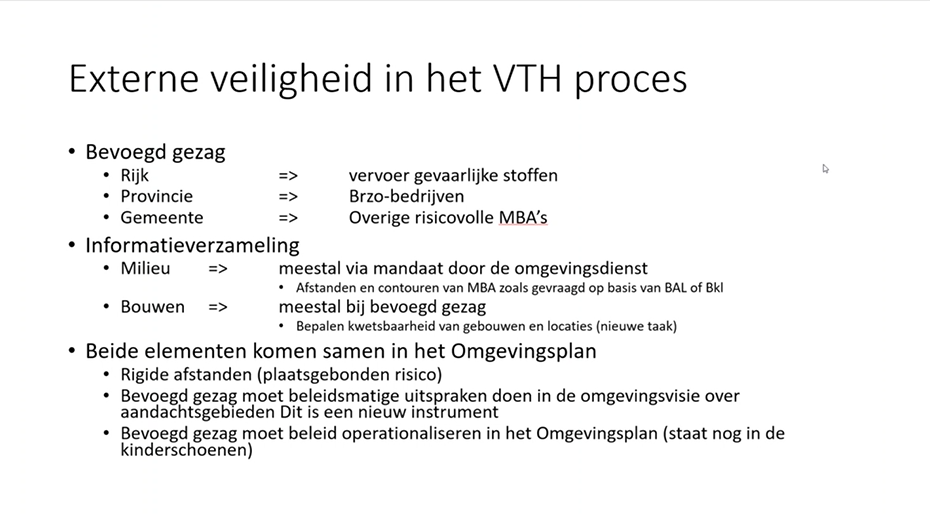 Externe veiligheid in het VTH proces
• Bevoegd gezag
• Rijk => vervoer gevaarlijke stoffen
• Provincie => Brzo-bedrijven
• Gemeente => Overige risicovolle MBA's
• Informatieverzameling
• Milieu => meestal via mandaat door de omgevingsdienst
• Afstanden en contouren van MBA zoals gevraagd op basis van BAL of Bkl
• Bouwen => meestal bij bevoegd gezag
• Bepalen kwetsbaarheid van gebouwen en locaties (nieuwe taak)
• Beide elementen komen samen in het Omgevingsplan
• Rigide afstanden (plaatsgebonden risico)
• Bevoegd gezag moet beleidsmatige uitspraken doen in de omgevingsvisie over
aandachtsgebieden Dit is een nieuw instrument
• Bevoegd gezag moet beleid operationaliseren in het Omgevingsplan (staat nog in de
kinderschoenen)